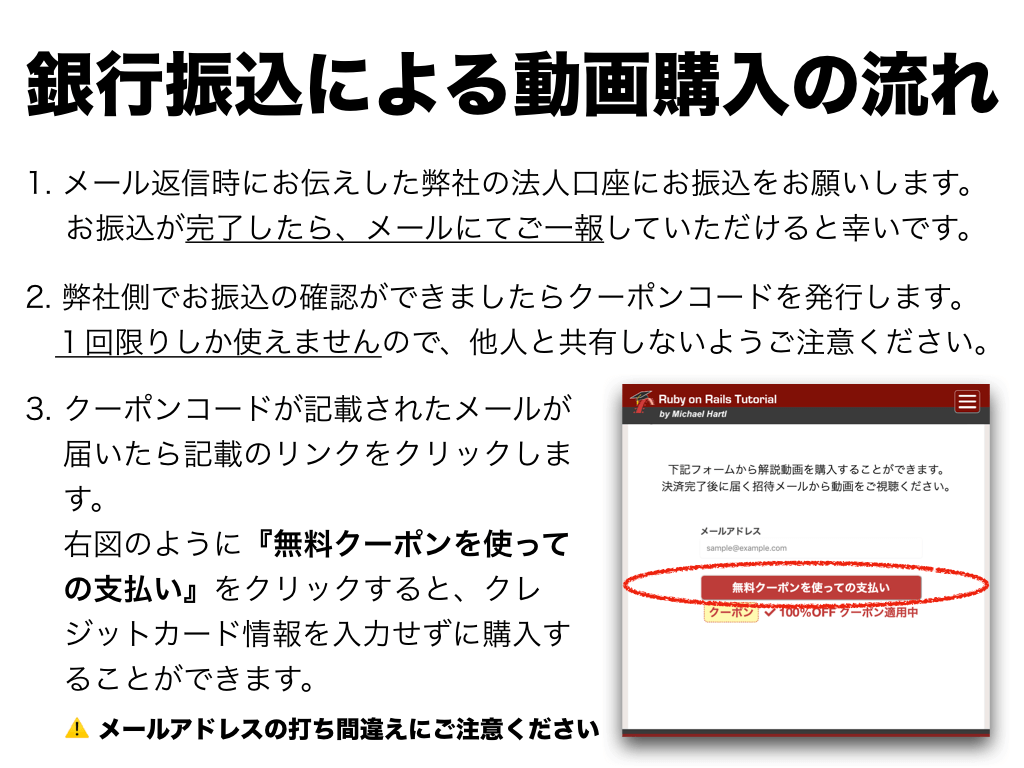 銀行振込による動画購入の流れ
1. メール返信時にお伝えした弊社の法人口座にお振込をお願いします。
お振込が完了したら、メールにてご一報していただけると幸いです。
2. 弊社側でお振込の確認ができましたらクーポンコードを発行します。
１回限りしか使えませんので、他人と共有しないようご注意ください。
3. クーポンコードが記載されたメールが
届いたら記載のリンクをクリックしま
す。
右図のように『無料クーポンを使って
の支払い』をクリックすると、クレ
ジットカード情報を入力せずに購入す
ることができます。
⚠️ メールアドレスの打ち間違えにご注意ください
Ruby on Rails Tutorial
by Michael Hartl
下記フォームから解説動画を購入することができます。
決済完了後に届く招待メールから動画をご視聴ください。
メールアドレス
sample@example.com
無料クーポンを使っての支払い
クーポン ✓ 100%OFF クーポン適用中